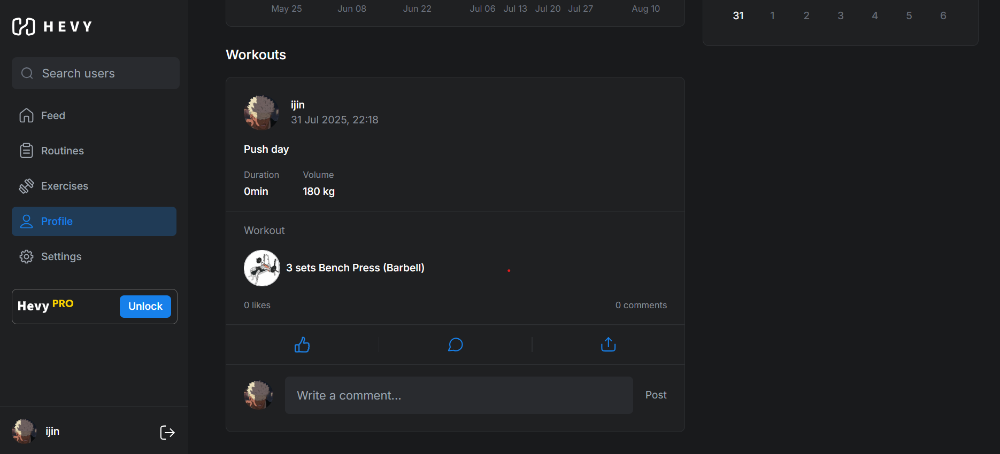 HEVY
Search users
Feed
Routines
Exercises
Profile
Settings
Hevy PRO
Unlock
ijin
May 25 Jun 08 Jun 22 Jul 06 Jul 13 Jul 20 Jul 27 Aug 10
Workouts
ijin
31 Jul 2025, 22:18
Push day
Duration Volume
0min 180 kg
Workout
3 sets Bench Press (Barbell)
0 likes 0 comments
Write a comment...
Post
31 1 2 3 4 5 6